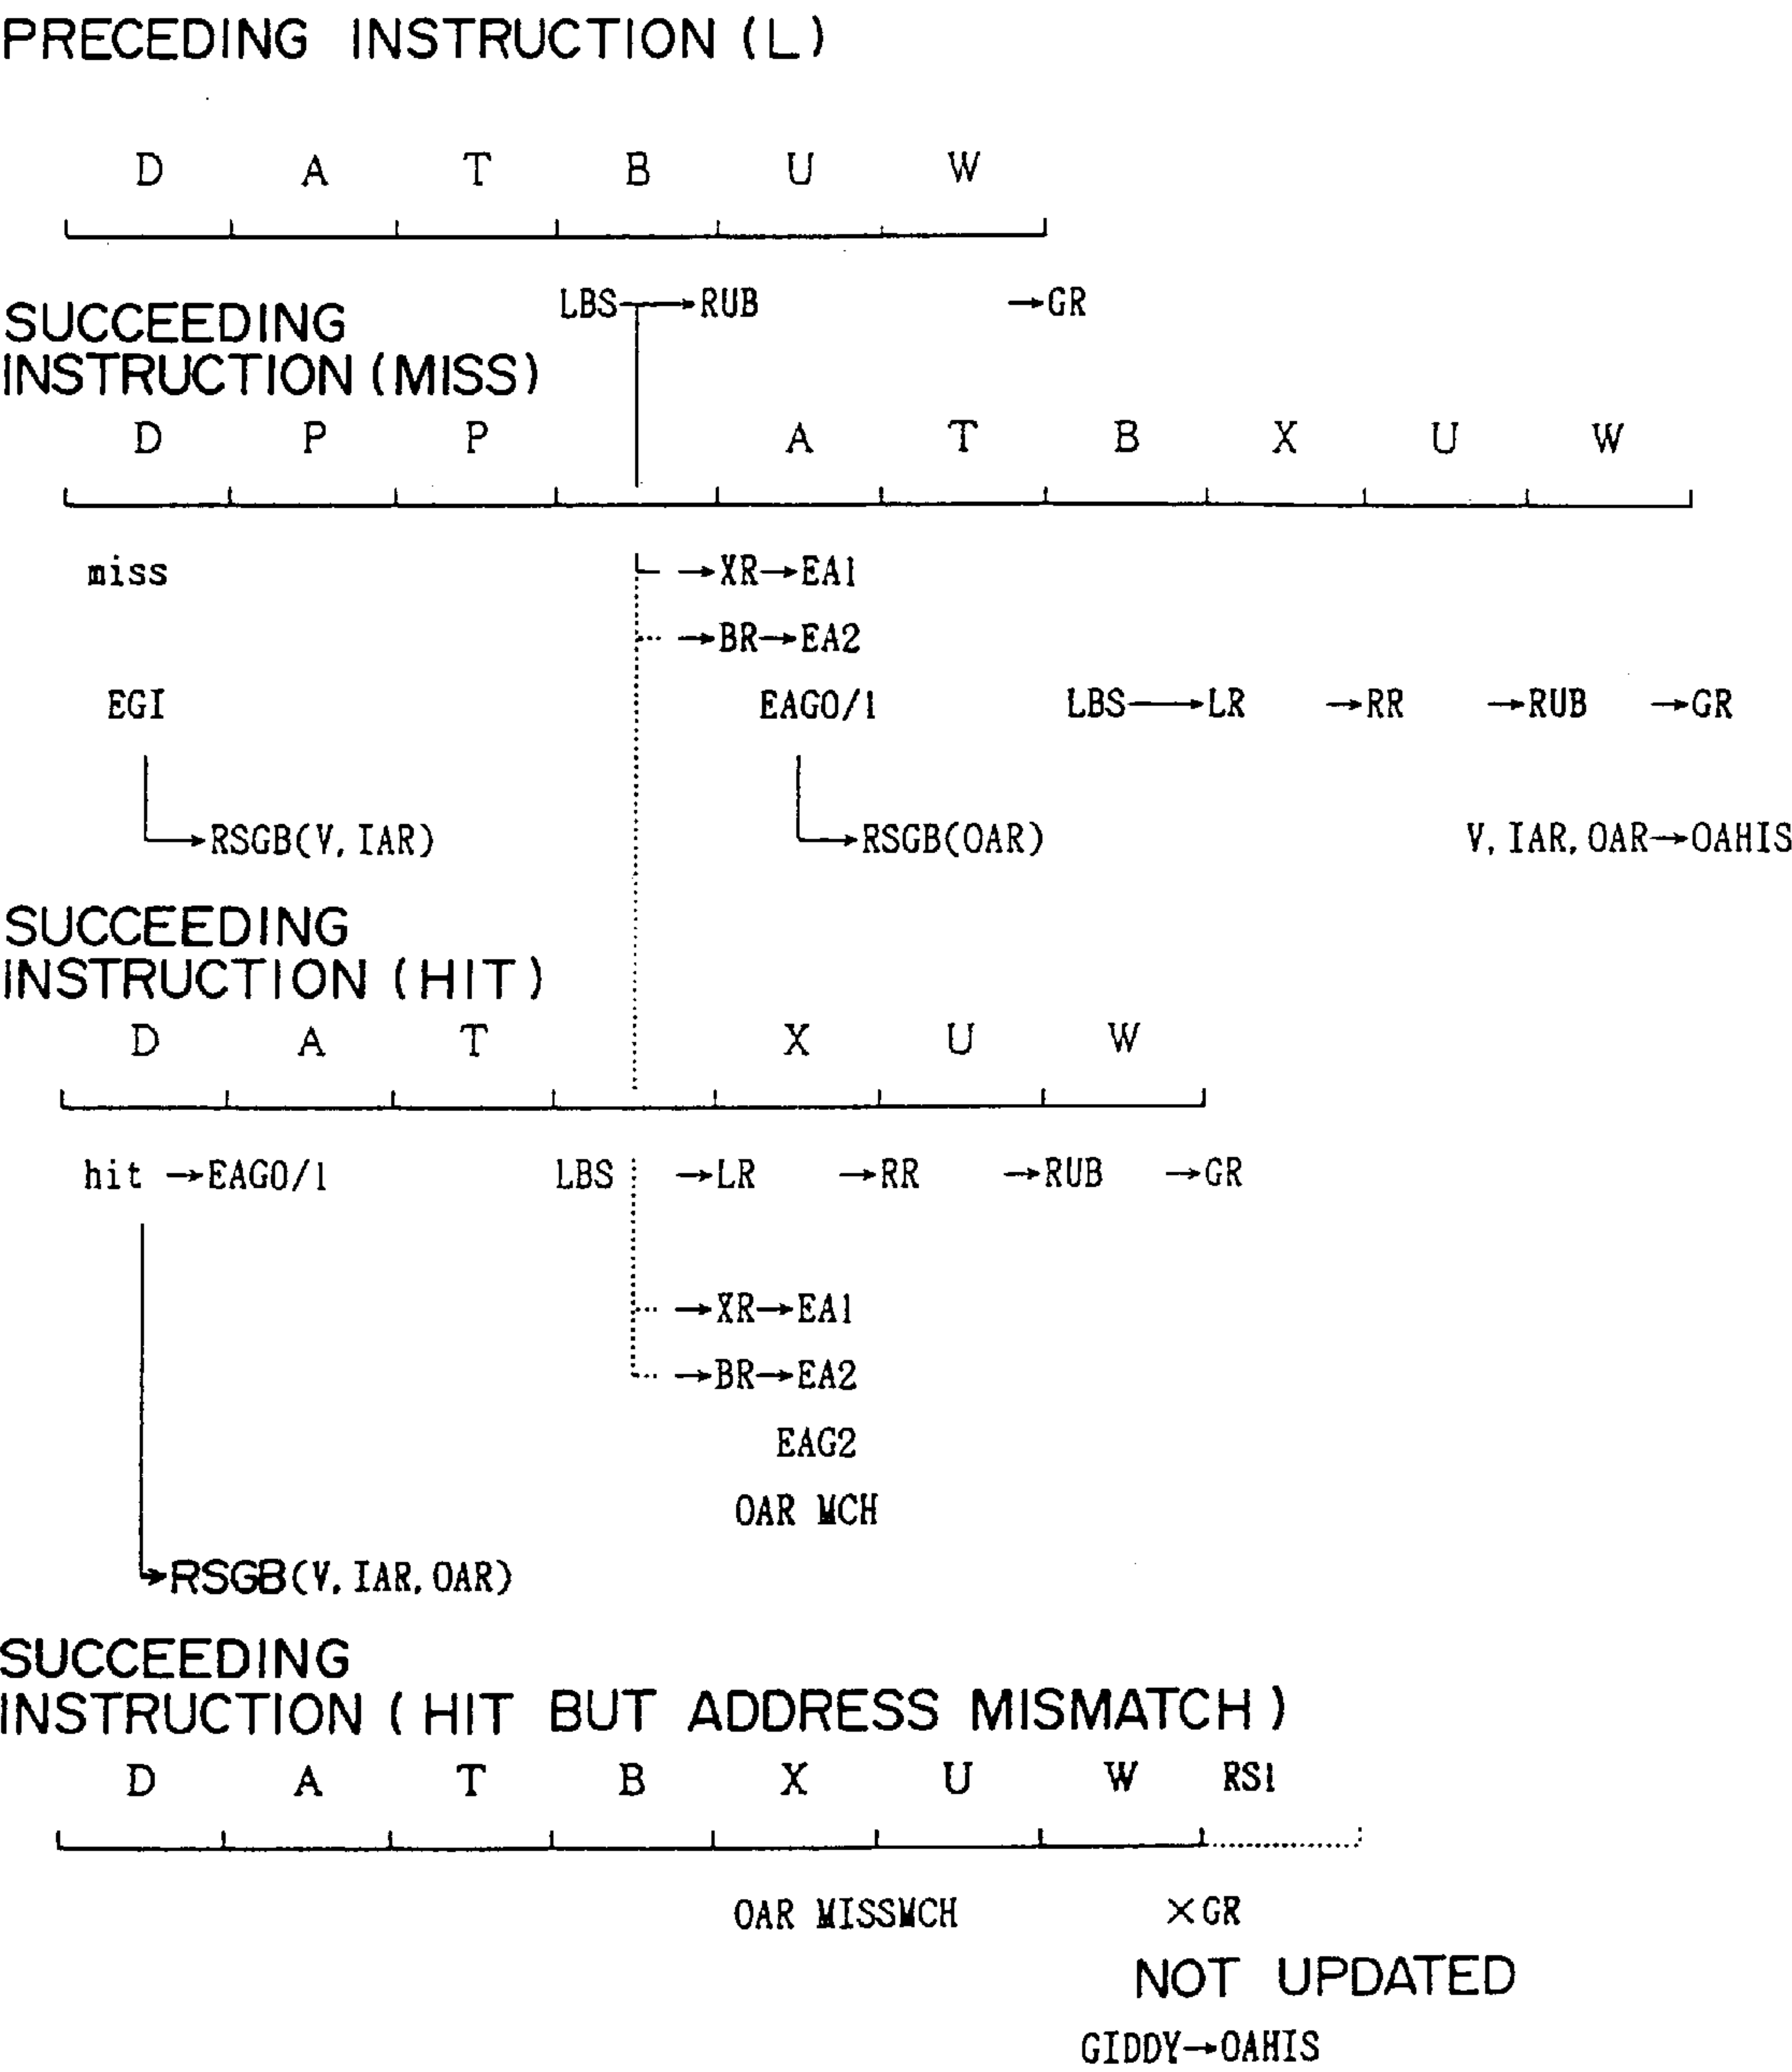 PRECEDING INSTRUCTION (L)
D A T B U W
LBS→RUB →GR
SUCCEEDING
INSTRUCTION (MISS)
D P P A T B X U W
miss →XR→EA1
→BR→EA2
EGI EAG0/1 LBS→LR →RR →RUB →GR
→RSGB(V, IAR) →RSGB(OAR) V, IAR, OAR→OAHIS
SUCCEEDING
INSTRUCTION (HIT)
D A T X U W
hit →EAG0/1 LBS →LR →RR →RUB →GR
→XR→EA1
→BR→EA2
EAG2
OAR MCH
→RSGB(V, IAR, OAR)
SUCCEEDING
INSTRUCTION (HIT BUT ADDRESS MISMATCH)
D A T B X U W RS1
OAR MISSMCH ×GR
NOT UPDATED
GIDDY→OAHIS